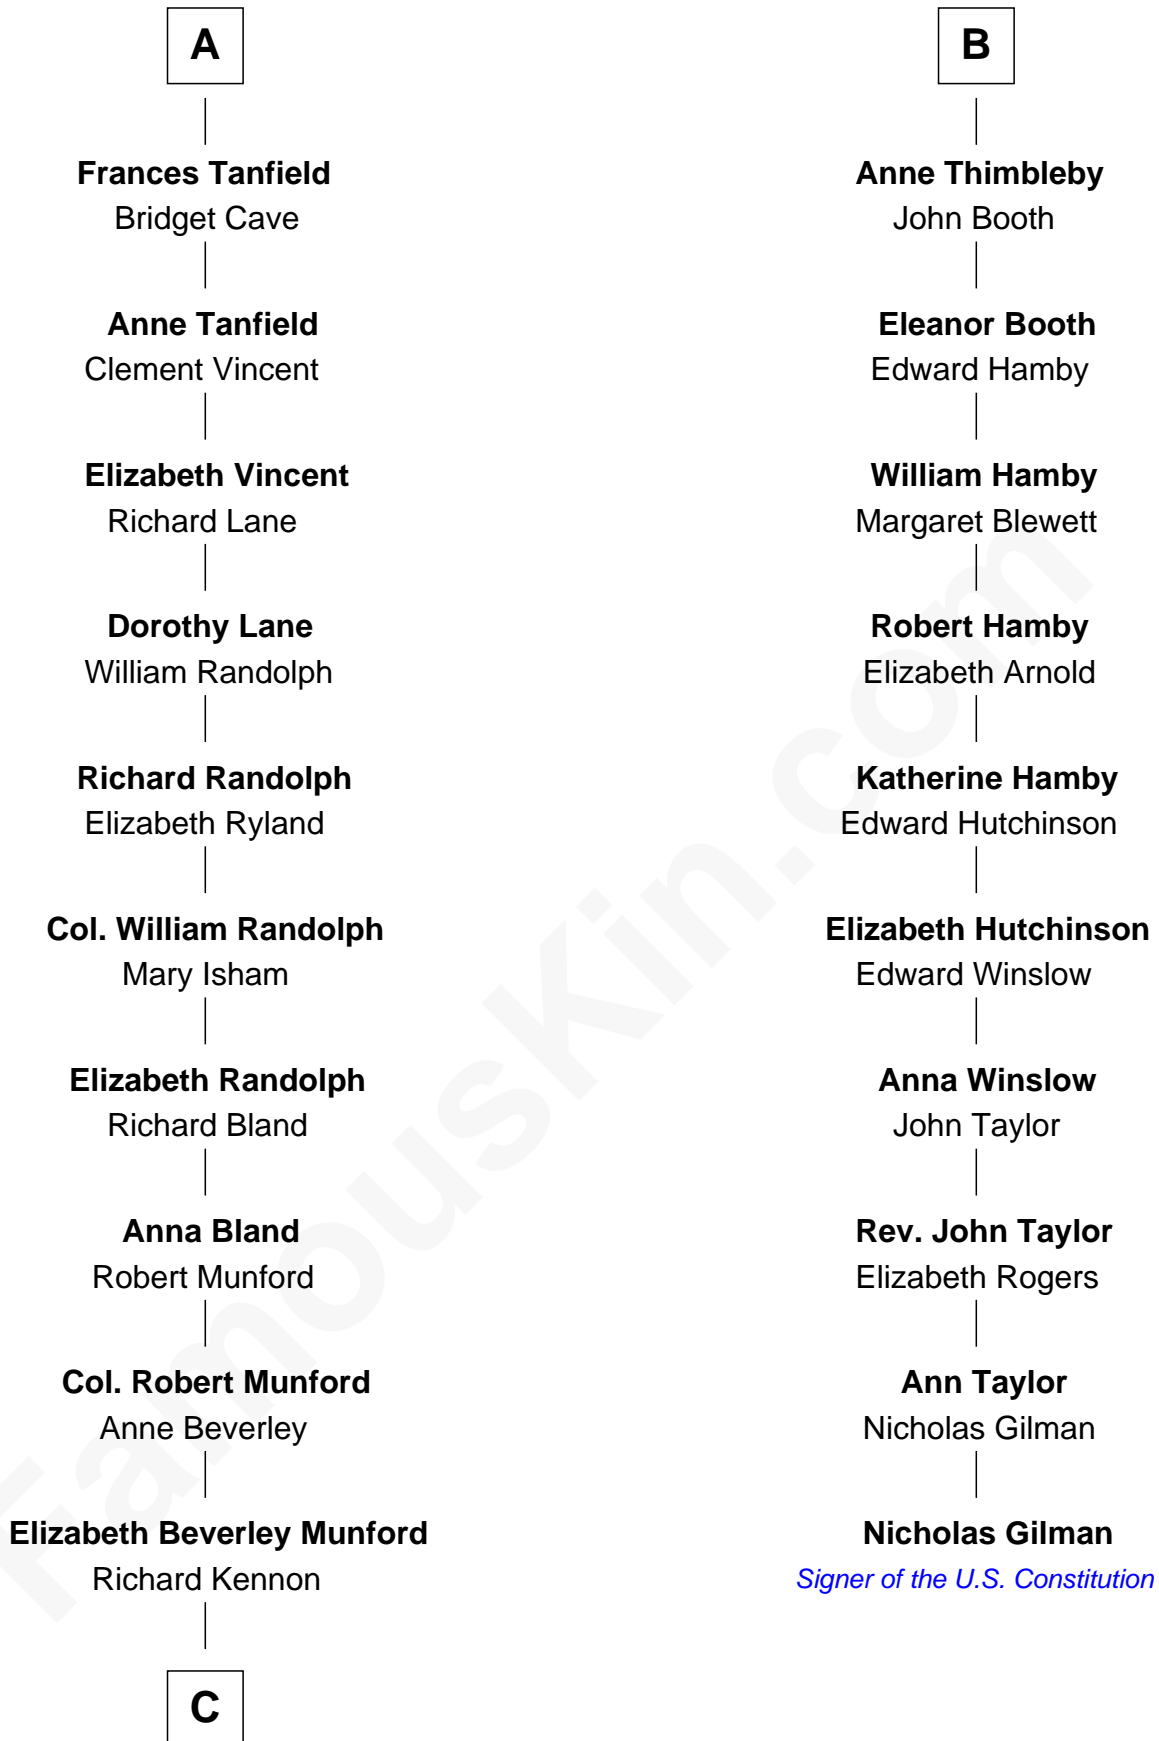 A
Frances Tanfield
Bridget Cave
Anne Tanfield
Clement Vincent
Elizabeth Vincent
Richard Lane
Dorothy Lane
William Randolph
Richard Randolph
Elizabeth Ryland
Col. William Randolph
Mary Isham
Elizabeth Randolph
Richard Bland
Anna Bland
Robert Munford
Col. Robert Munford
Anne Beverley
Elizabeth Beverley Munford
Richard Kennon
C
B
Anne Thimbleby
John Booth
Eleanor Booth
Edward Hamby
William Hamby
Margaret Blewett
Robert Hamby
Elizabeth Arnold
Katherine Hamby
Edward Hutchinson
Elizabeth Hutchinson
Edward Winslow
Anna Winslow
John Taylor
Rev. John Taylor
Elizabeth Rogers
Ann Taylor
Nicholas Gilman
Nicholas Gilman
Signer of the U.S. Constitution
FamousKin.com